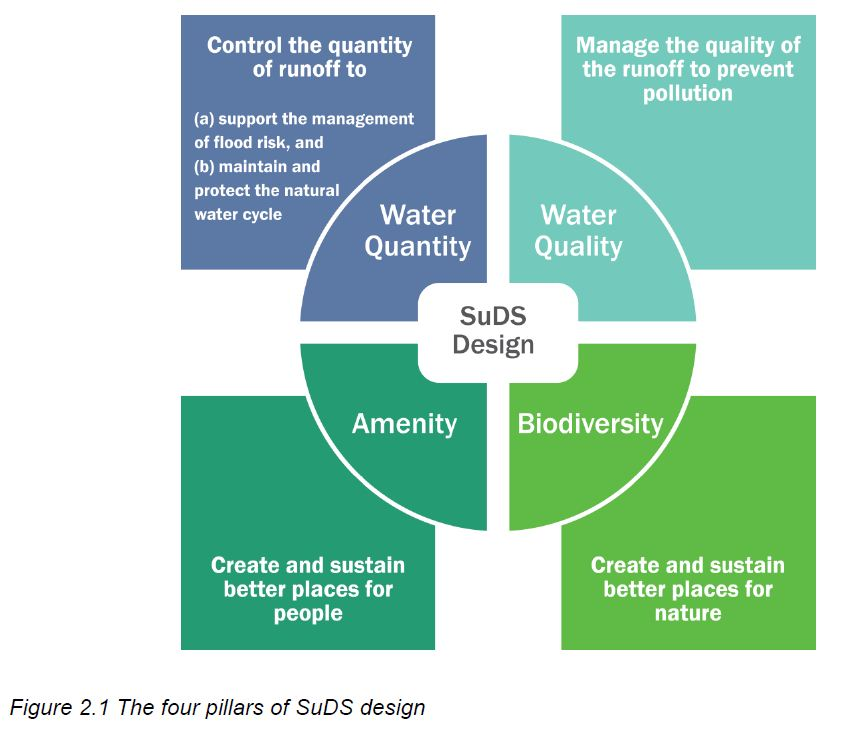 Control the quantity
of runoff to
(a) support the management
of flood risk, and
(b) maintain and
protect the natural
water cycle
Manage the quality of
the runoff to prevent
pollution
Water
Quantity
Water
Quality
SuDS
Design
Amenity
Biodiversity
Create and sustain
better places for
people
Create and sustain
better places for
nature
Figure 2.1 The four pillars of SuDS design